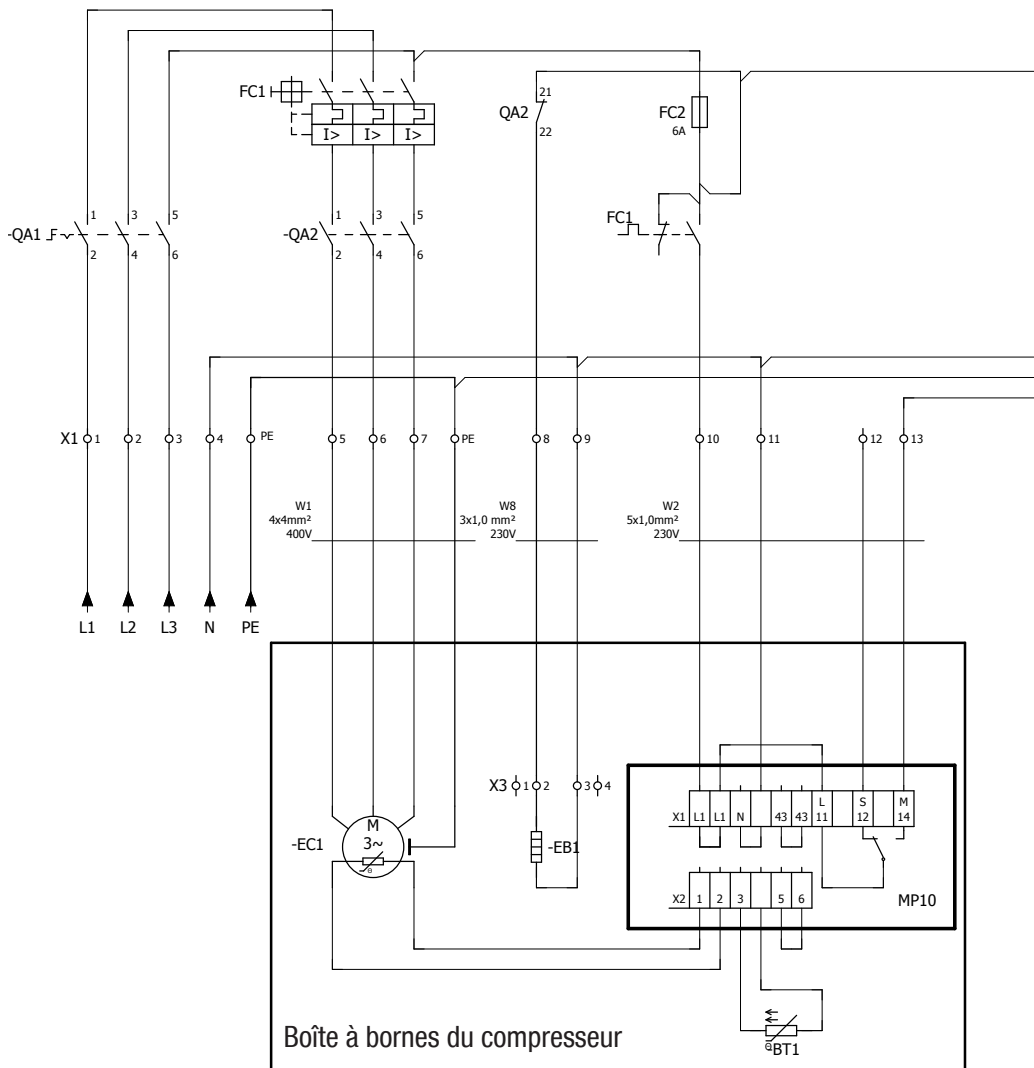 FC1
I> I> I>
QA2
21
22
FC2
6A
-QA1
1 3 5
2 4 6
-QA2
1 3 5
2 4 6
FC1
X1 1 2 3 4 PE 5 6 7 PE 8 9 10 11 12 13
W1
4x4mm²
400V
W8
3x1,0 mm²
230V
W2
5x1,0mm²
230V
L1 L2 L3 N PE
X3 1 2 3 4
-EC1
M
3~
Θ
-EB1
X1 L1 L1 N 43 43 L 11 S 12 M 14
MP10
X2 1 2 3 5 6
Θ
BT1
Boîte à bornes du compresseur